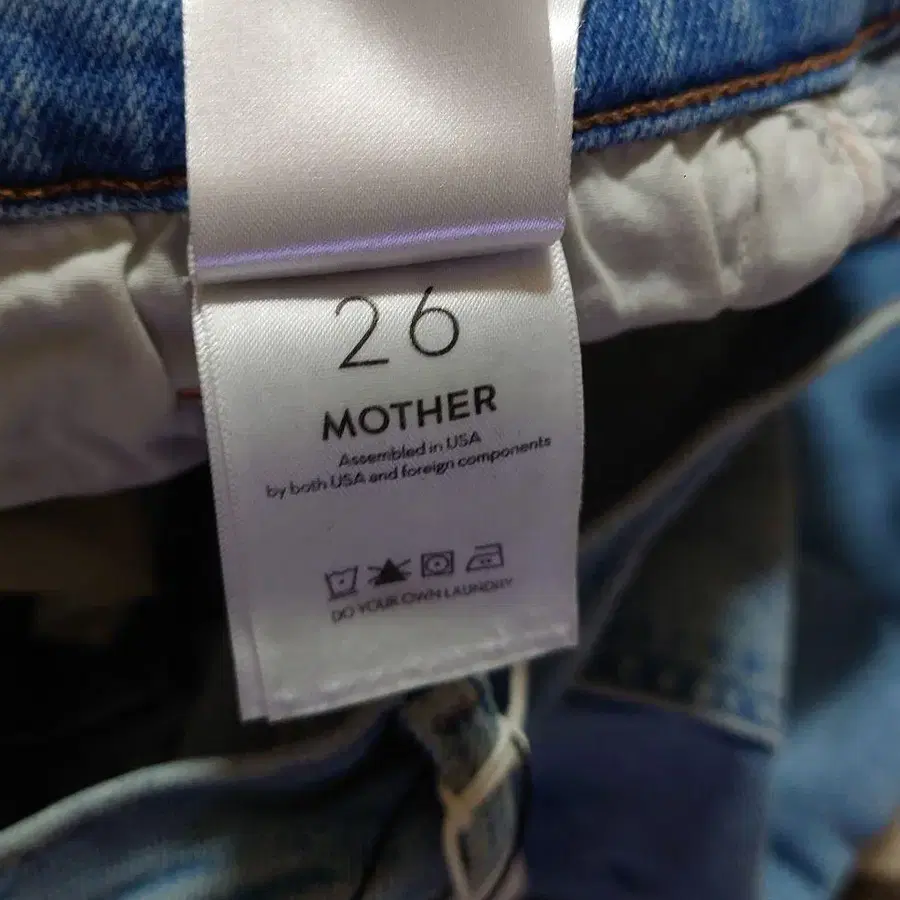 26
MOTHER
Assembled in USA
by both USA and foreign components
DO YOUR OWN LAUNDRY